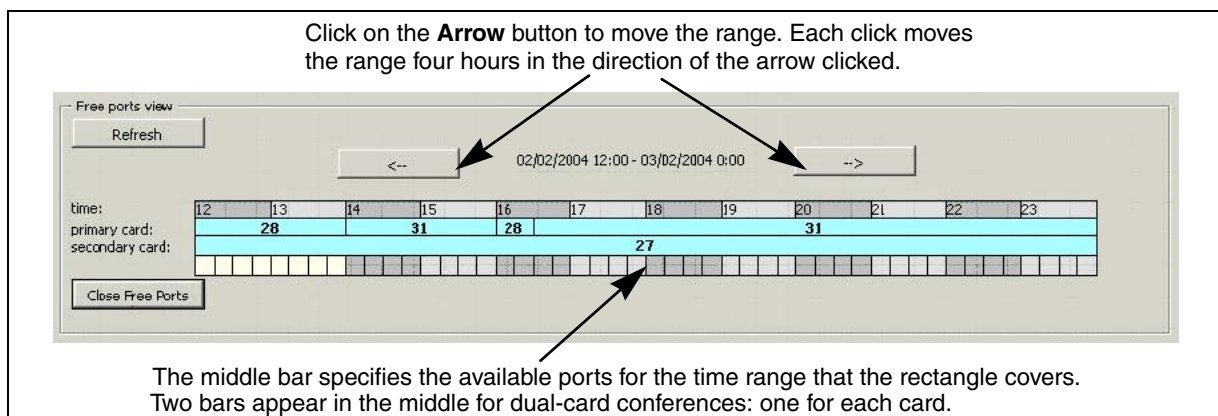 Click on the Arrow button to move the range. Each click moves
the range four hours in the direction of the arrow clicked.
Free ports view
Refresh
<--
02/02/2004 12:00 - 03/02/2004 0:00
-->
time:
12 13 14 15 16 17 18 19 20 21 22 23
primary card:
28 31 28 31
secondary card:
27
Close Free Ports
The middle bar specifies the available ports for the time range that the rectangle covers.
Two bars appear in the middle for dual-card conferences: one for each card.